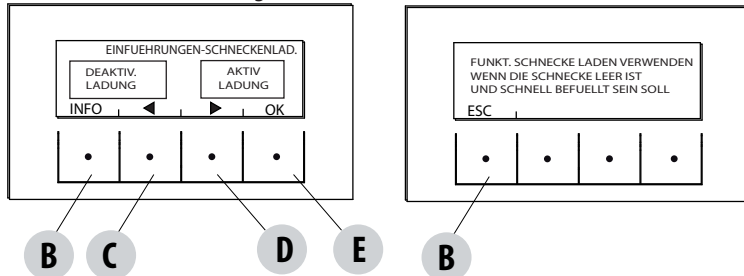 EINFUEHRUNGEN-SCHNECKENLAD.
DEAKTIV.
LADUNG
AKTIV
LADUNG
INFO ◀ ▶ OK
B C D E
FUNKT. SCHNECKE LADEN VERWENDEN
WENN DIE SCHNECKE LEER IST
UND SCHNELL BEFUELLT SEIN SOLL
ESC
B